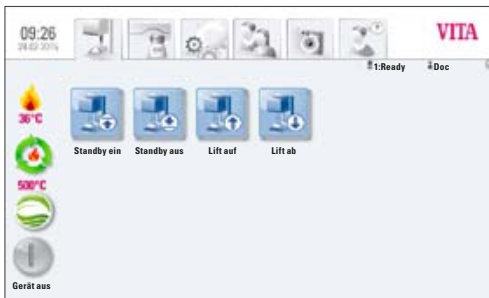 09:26
VITA
1:Ready
Doc
36°C
Standby ein
Standby aus
Lift auf
Lift ab
500°C
Gerät aus